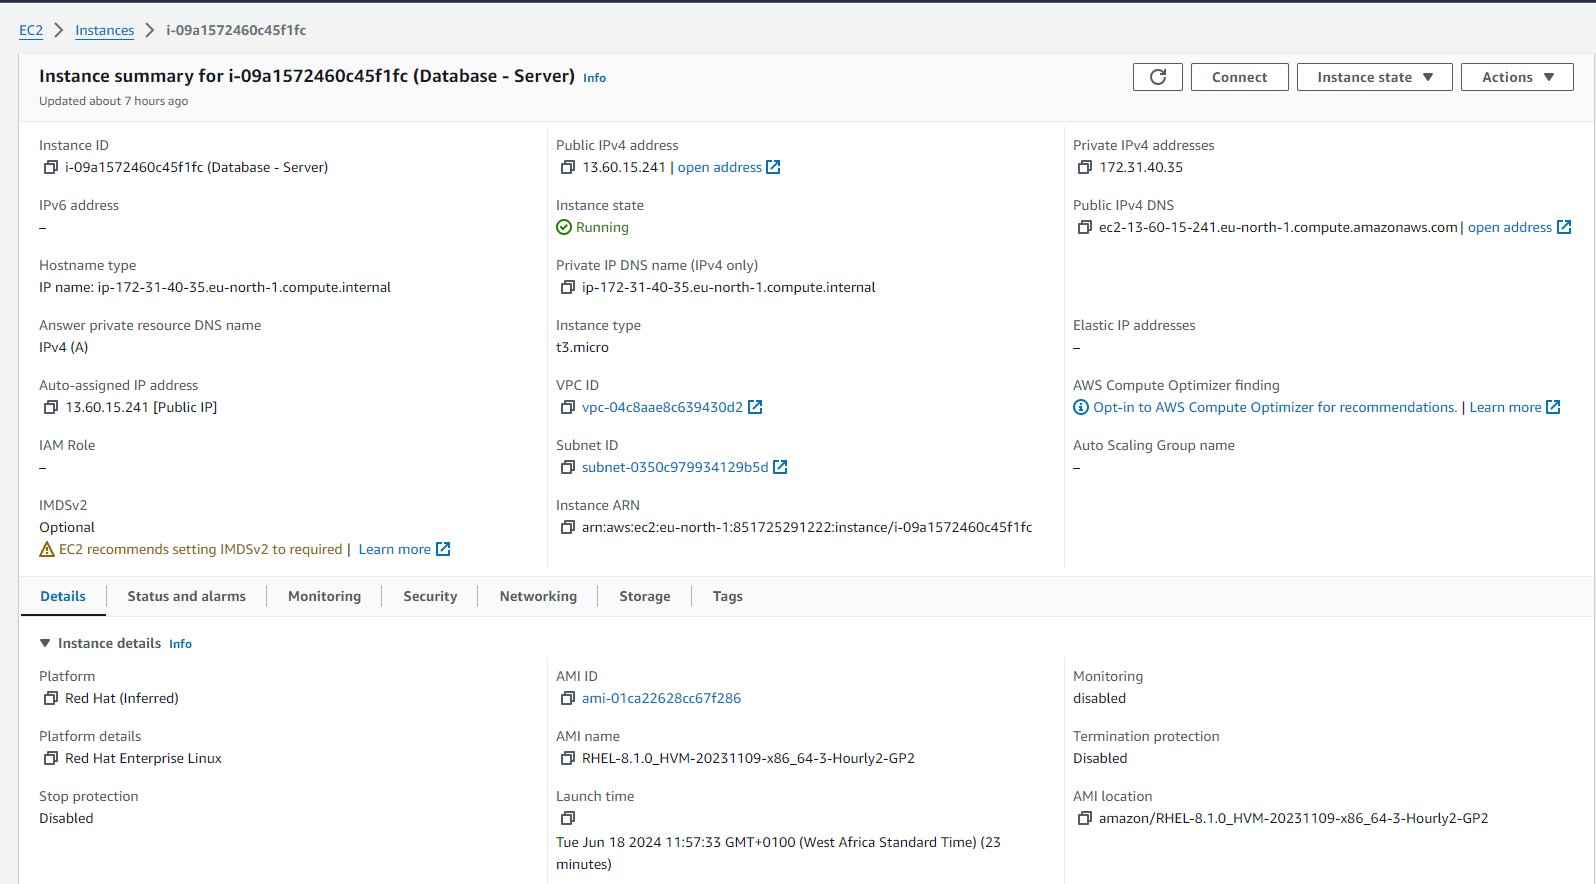 EC2 > Instances > i-09a1572460c45f1fc
Instance summary for i-09a1572460c45f1fc (Database - Server) Info
Updated about 7 hours ago
Connect
Instance state
Actions
Instance ID
i-09a1572460c45f1fc (Database - Server)
Public IPv4 address
13.60.15.241 | open address
Private IPv4 addresses
172.31.40.35
IPv6 address
–
Instance state
Running
Public IPv4 DNS
ec2-13-60-15-241.eu-north-1.compute.amazonaws.com | open address
Hostname type
IP name: ip-172-31-40-35.eu-north-1.compute.internal
Private IP DNS name (IPv4 only)
ip-172-31-40-35.eu-north-1.compute.internal
Answer private resource DNS name
IPv4 (A)
Instance type
t3.micro
Elastic IP addresses
–
Auto-assigned IP address
13.60.15.241 [Public IP]
VPC ID
vpc-04c8aae8c639430d2
AWS Compute Optimizer finding
Opt-in to AWS Compute Optimizer for recommendations. | Learn more
IAM Role
–
Subnet ID
subnet-0350c979934129b5d
Auto Scaling Group name
–
IMDSv2
Optional
EC2 recommends setting IMDSv2 to required | Learn more
Instance ARN
arn:aws:ec2:eu-north-1:851725291222:instance/i-09a1572460c45f1fc
Details
Status and alarms
Monitoring
Security
Networking
Storage
Tags
Instance details Info
Platform
Red Hat (Inferred)
AMI ID
ami-01ca22628cc67f286
Monitoring
disabled
Platform details
Red Hat Enterprise Linux
AMI name
RHEL-8.1.0_HVM-20231109-x86_64-3-Hourly2-GP2
Termination protection
Disabled
Stop protection
Disabled
Launch time
Tue Jun 18 2024 11:57:33 GMT+0100 (West Africa Standard Time) (23
minutes)
AMI location
amazon/RHEL-8.1.0_HVM-20231109-x86_64-3-Hourly2-GP2